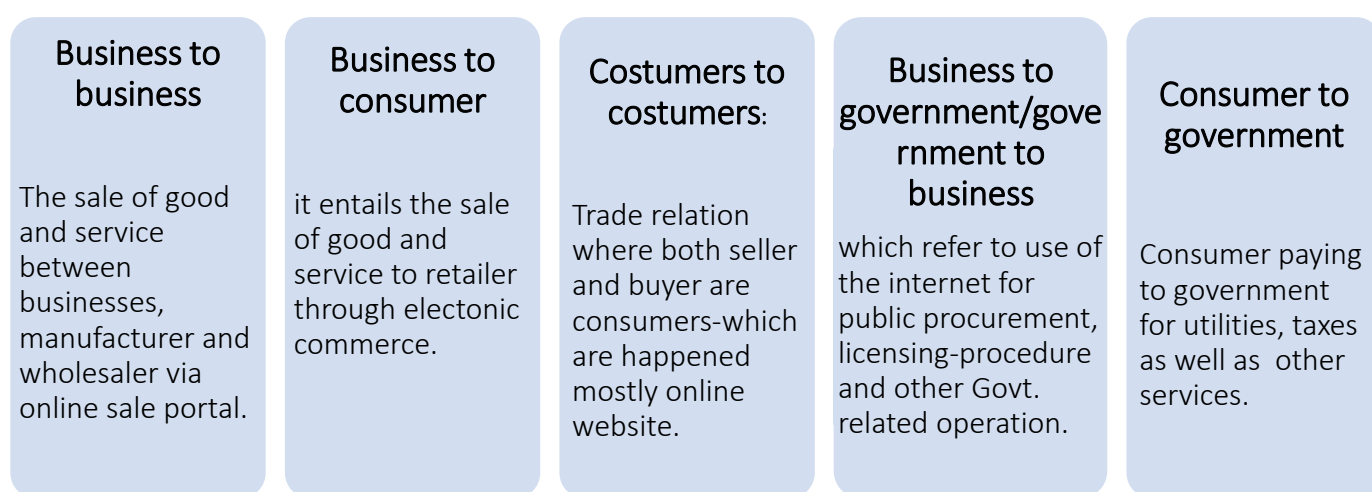 Business to
business
The sale of good
and service
between
businesses,
manufacturer and
wholesaler via
online sale portal.
Business to
consumer
it entails the sale
of good and
service to retailer
through electonic
commerce.
Costumers to
costumers:
Trade relation
where both seller
and buyer are
consumers-which
are happened
mostly online
website.
Business to
government/gove
rnment to
business
which refer to use of
the internet for
public procurement,
licensing-procedure
and other Govt.
related operation.
Consumer to
government
Consumer paying
to government
for utilities, taxes
as well as  other
services.